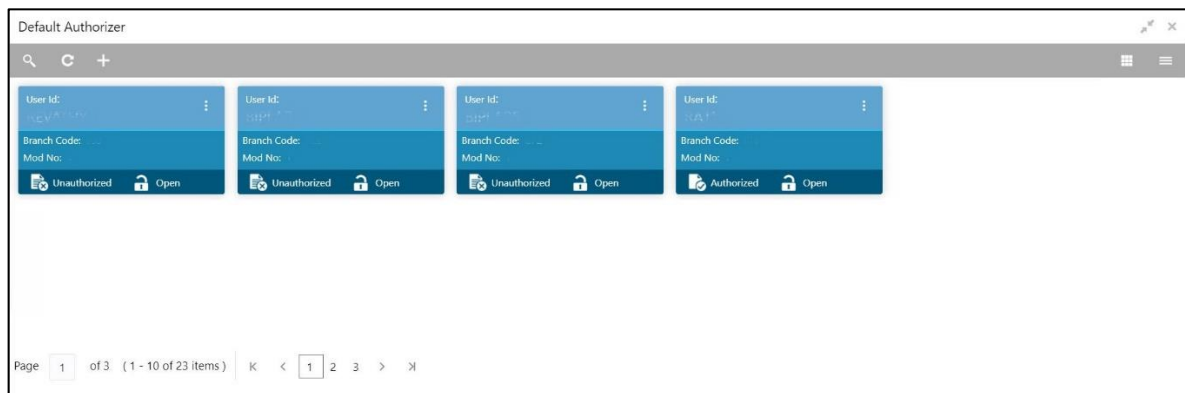 Default Authorizer
User Id: User Id: User Id: User Id:
Branch Code: Branch Code: Branch Code: Branch Code:
Mod No: Mod No: Mod No: Mod No:
Unauthorized Open Unauthorized Open Unauthorized Open Authorized Open
Page 1 of 3 ( 1 - 10 of 23 items ) 1 2 3